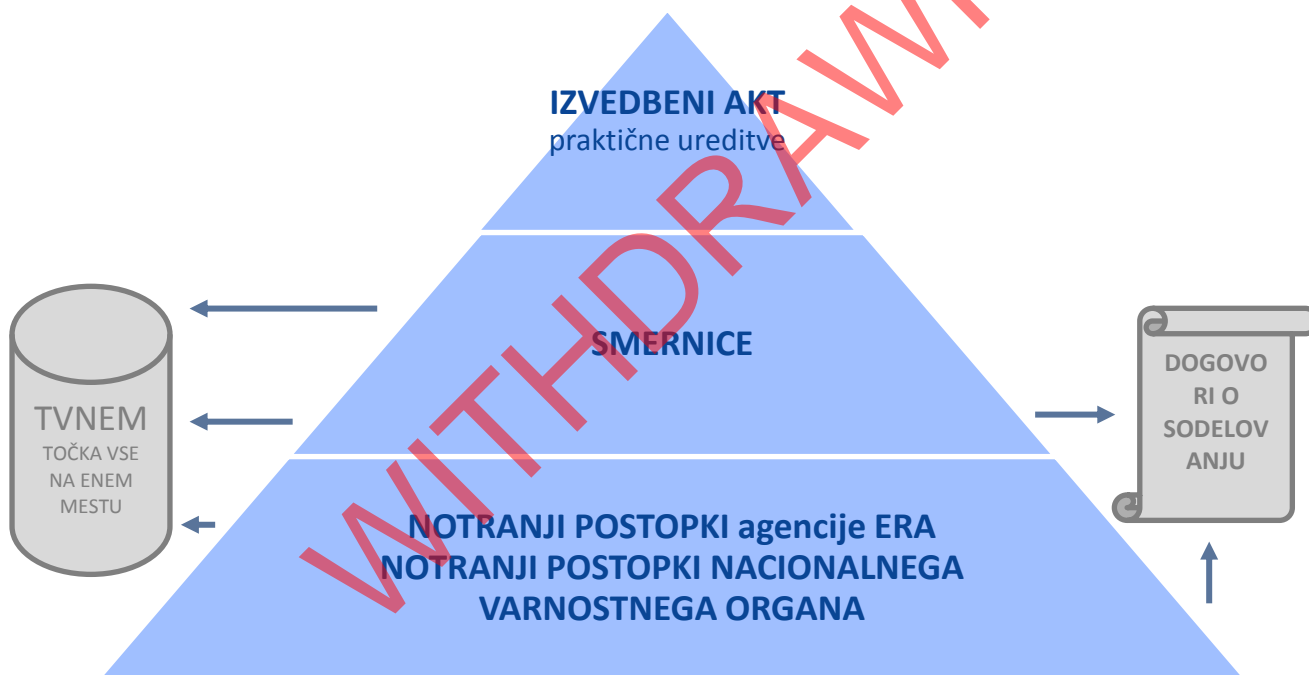 IZVEDBENI AKT
praktične ureditve
SMERNICE
NOTRANJI POSTOPKI agencije ERA
NOTRANJI POSTOPKI NACIONALNEGA
VARNOSTNEGA ORGANA
TVNEM
TOČKA VSE
NA ENEM
MESTU
DOGOVO
RI O
SODELOV
ANJU
WITHDRAW